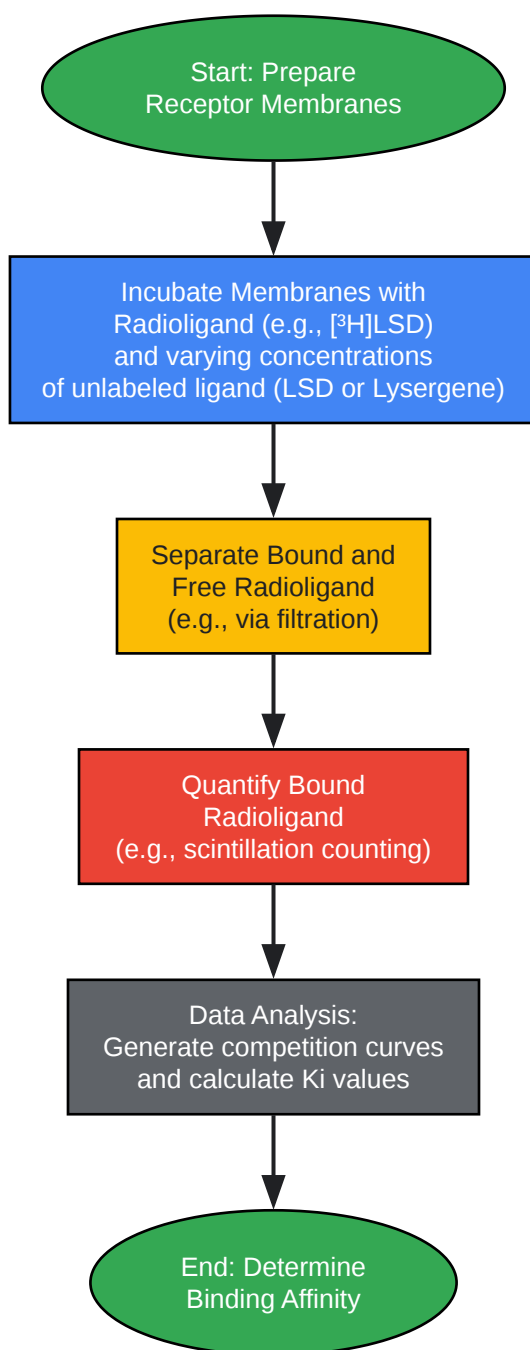 Start: Prepare
Receptor Membranes
Incubate Membranes with
Radioligand (e.g., [³H]LSD)
and varying concentrations
of unlabeled ligand (LSD or Lysergene)
Separate Bound and
Free Radioligand
(e.g., via filtration)
Quantify Bound
Radioligand
(e.g., scintillation counting)
Data Analysis:
Generate competition curves
and calculate Ki values
End: Determine
Binding Affinity